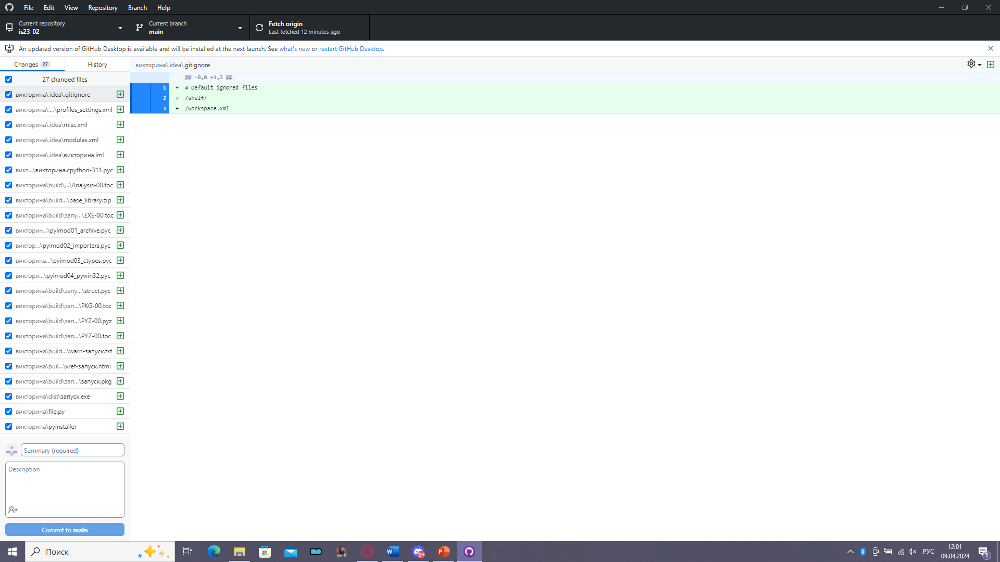 File Edit View Repository Branch Help
Current repository
is23-02
Current branch
main
Fetch origin
Last fetched 12 minutes ago
An updated version of GitHub Desktop is available and will be installed at the next launch. See what's new or restart GitHub Desktop.
Changes 27
History
викторина\.idea\.gitignore
27 changed files
@@ -0,0 +1,3 @@
1 + # Default ignored files
2 + /shelf/
3 + /workspace.xml
викторина\.idea\.gitignore
викторина\...\profiles_settings.xml
викторина\.idea\misc.xml
викторина\.idea\modules.xml
викторина\.idea\викторина.iml
викт...\викторина.cpython-311.pyc
викторина\build\...\Analysis-00.toc
викторина\build...\base_library.zip
викторина\build\запу...\EXE-00.toc
викторин...\pyimod01_archive.pyc
виктор...\pyimod02_importers.pyc
викторина...\pyimod03_ctypes.pyc
виктори...\pyimod04_pywin32.pyc
викторина\build\запу...\struct.pyc
викторина\build\зап...\PKG-00.toc
викторина\build\зап...\PYZ-00.pyz
викторина\build\зап...\PYZ-00.toc
викторина\build...\warn-запуск.txt
викторина\buil...\xref-запуск.html
викторина\build\зап...\запуск.pkg
викторина\dist\запуск.exe
викторина\file.py
викторина\pyinstaller
Summary (required)
Description
Commit to main
Поиск
9+
РУС
12:01
09.04.2024
1